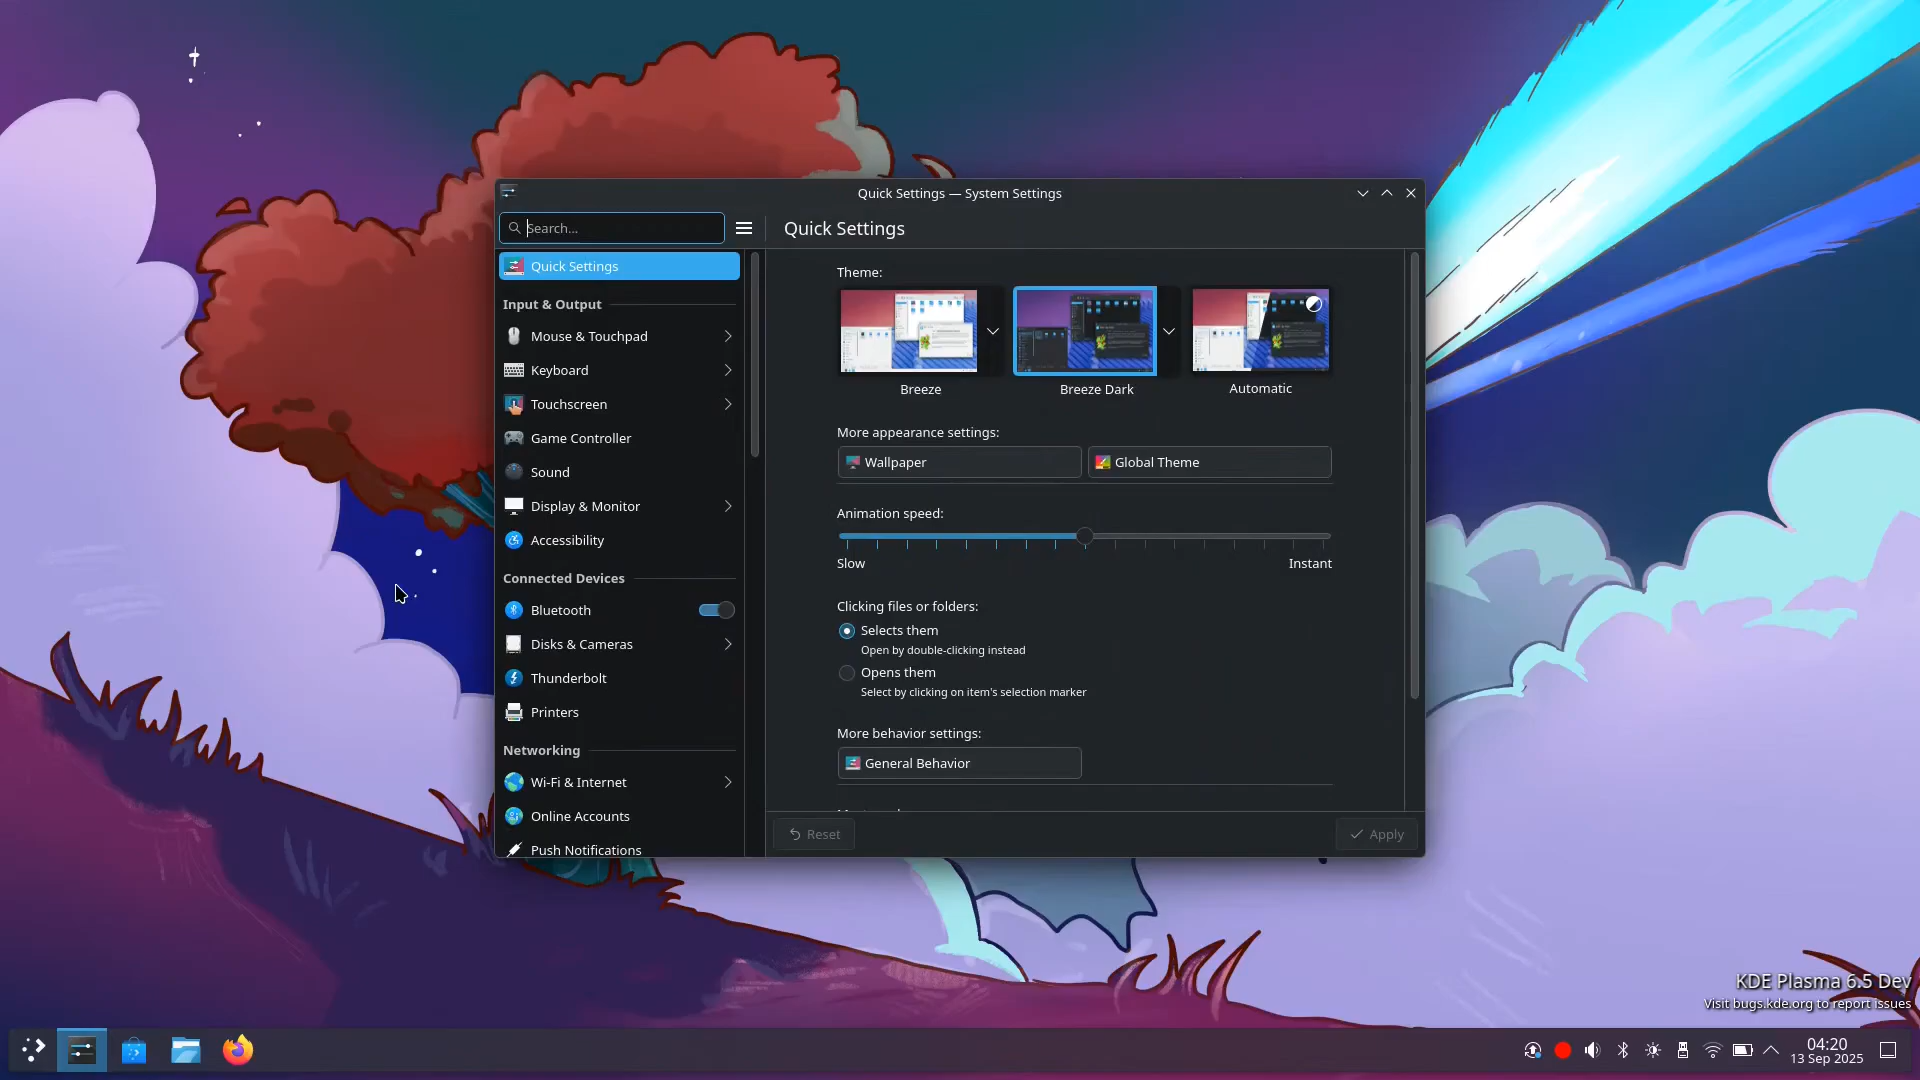 Quick Settings — System Settings
Search...
Quick Settings
Quick Settings
Input & Output
Mouse & Touchpad
Keyboard
Touchscreen
Game Controller
Sound
Display & Monitor
Accessibility
Connected Devices
Bluetooth
Disks & Cameras
Thunderbolt
Printers
Networking
Wi-Fi & Internet
Online Accounts
Push Notifications
Theme:
Breeze
Breeze Dark
Automatic
More appearance settings:
Wallpaper
Global Theme
Animation speed:
Slow
Instant
Clicking files or folders:
Selects them
Open by double-clicking instead
Opens them
Select by clicking on item's selection marker
More behavior settings:
General Behavior
Reset
Apply
KDE Plasma 6.5 Dev
Visit bugs.kde.org to report issues
04:20
13 Sep 2025